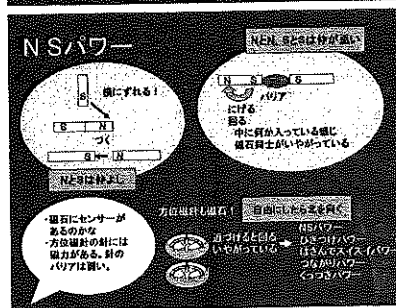 NSパワー
NとN、SとSは仲が悪い
S
横にずれる!
S N
づく
S N
NとSは仲よし
N S S
バリア
にげる
回る
中に何か入っている感じ
磁石同士がいやがっている
・磁石にセンサーが
あるのかな
・方位磁針の針には
磁力がある。針の
バリアは弱い。
方位磁針も磁石!
自由にしたら北を向く
近づけると回る
いやがっている
NSパワー
ひきつけパワー
はさんでスイスイパワー
つながりパワー
くっつきパワー